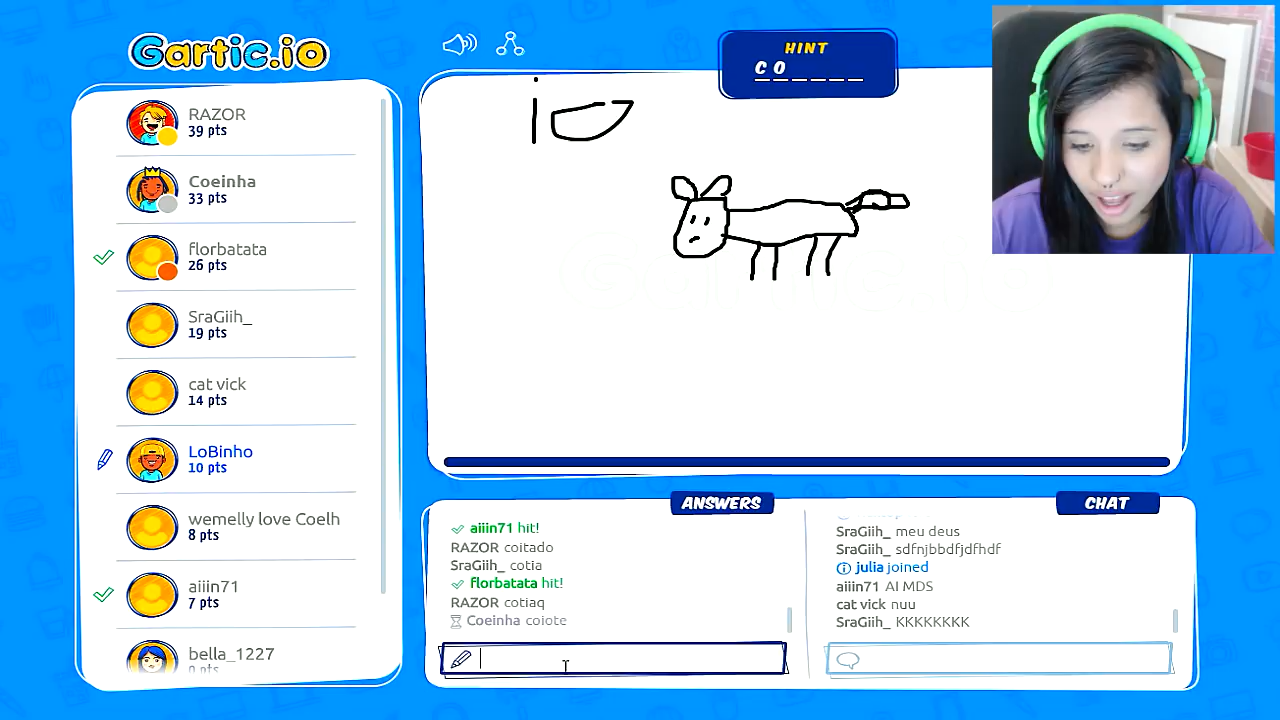 Gartic.io
HINT
C O _ _ _ _ _
RAZOR
39 pts
Coeinha
33 pts
florbatata
26 pts
SraGiih_
19 pts
cat vick
14 pts
LoBinho
10 pts
wemelly love Coelh
8 pts
aiiin71
7 pts
bella_1227
0 pts
ANSWERS
aiiin71 hit!
RAZOR coitado
SraGiih_ cotia
florbatata hit!
RAZOR cotiaq
Coeinha coiote
CHAT
SraGiih_ meu deus
SraGiih_ sdfnjbbdfjdfhdf
julia joined
aiiin71 AI MDS
cat vick nuu
SraGiih_ KKKKKKKK